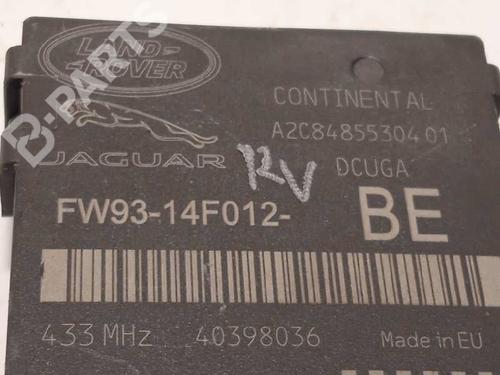 LAND-
ROVER
B-PARTS
CONTINENTAL
A2C84855304 01
JAGUAR
RV
DCUGA
FW93-14F012-
BE
433 MHz 40398036 Made in EU